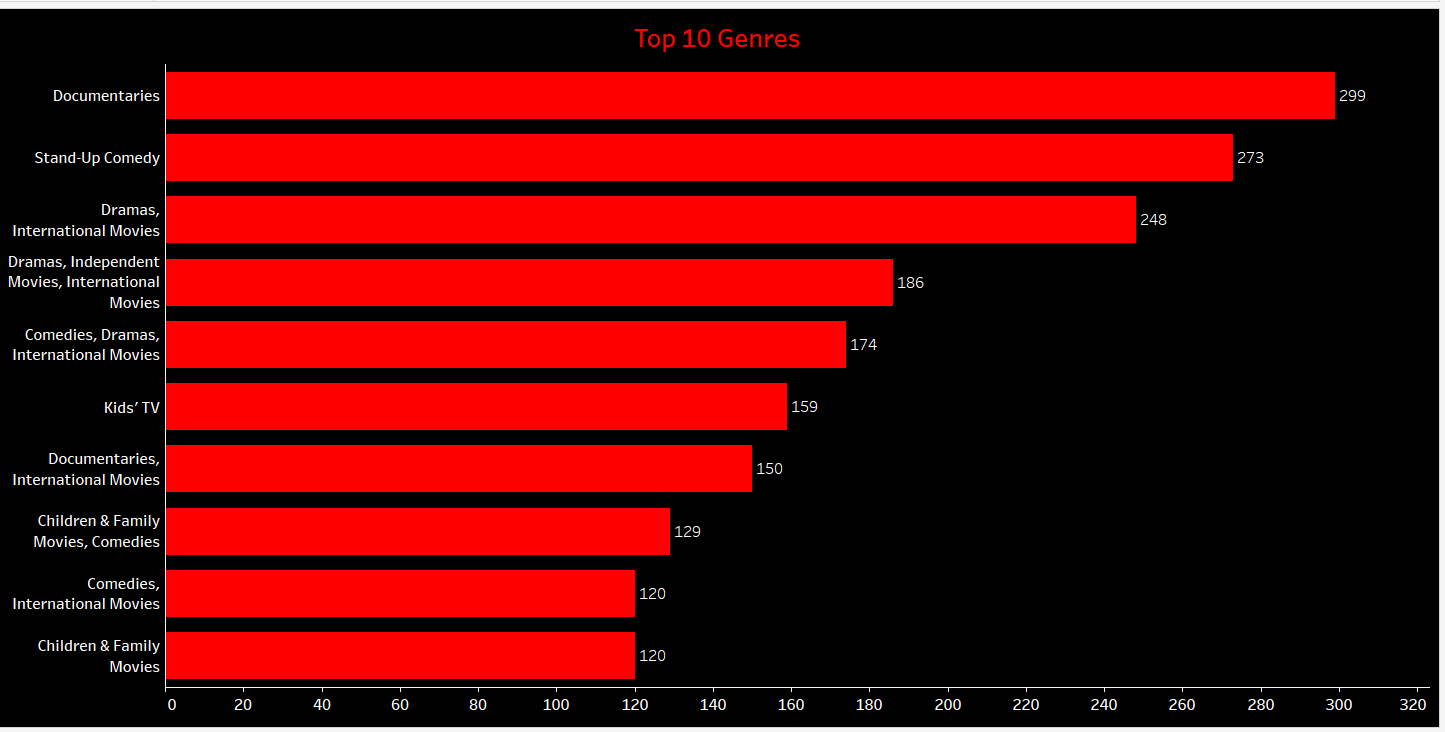 Top 10 Genres
Documentaries
299
Stand-Up Comedy
273
Dramas,
International Movies
248
Dramas, Independent
Movies, International
Movies
186
Comedies, Dramas,
International Movies
174
Kids’ TV
159
Documentaries,
International Movies
150
Children & Family
Movies, Comedies
129
Comedies,
International Movies
120
Children & Family
Movies
120
0 20 40 60 80 100 120 140 160 180 200 220 240 260 280 300 320